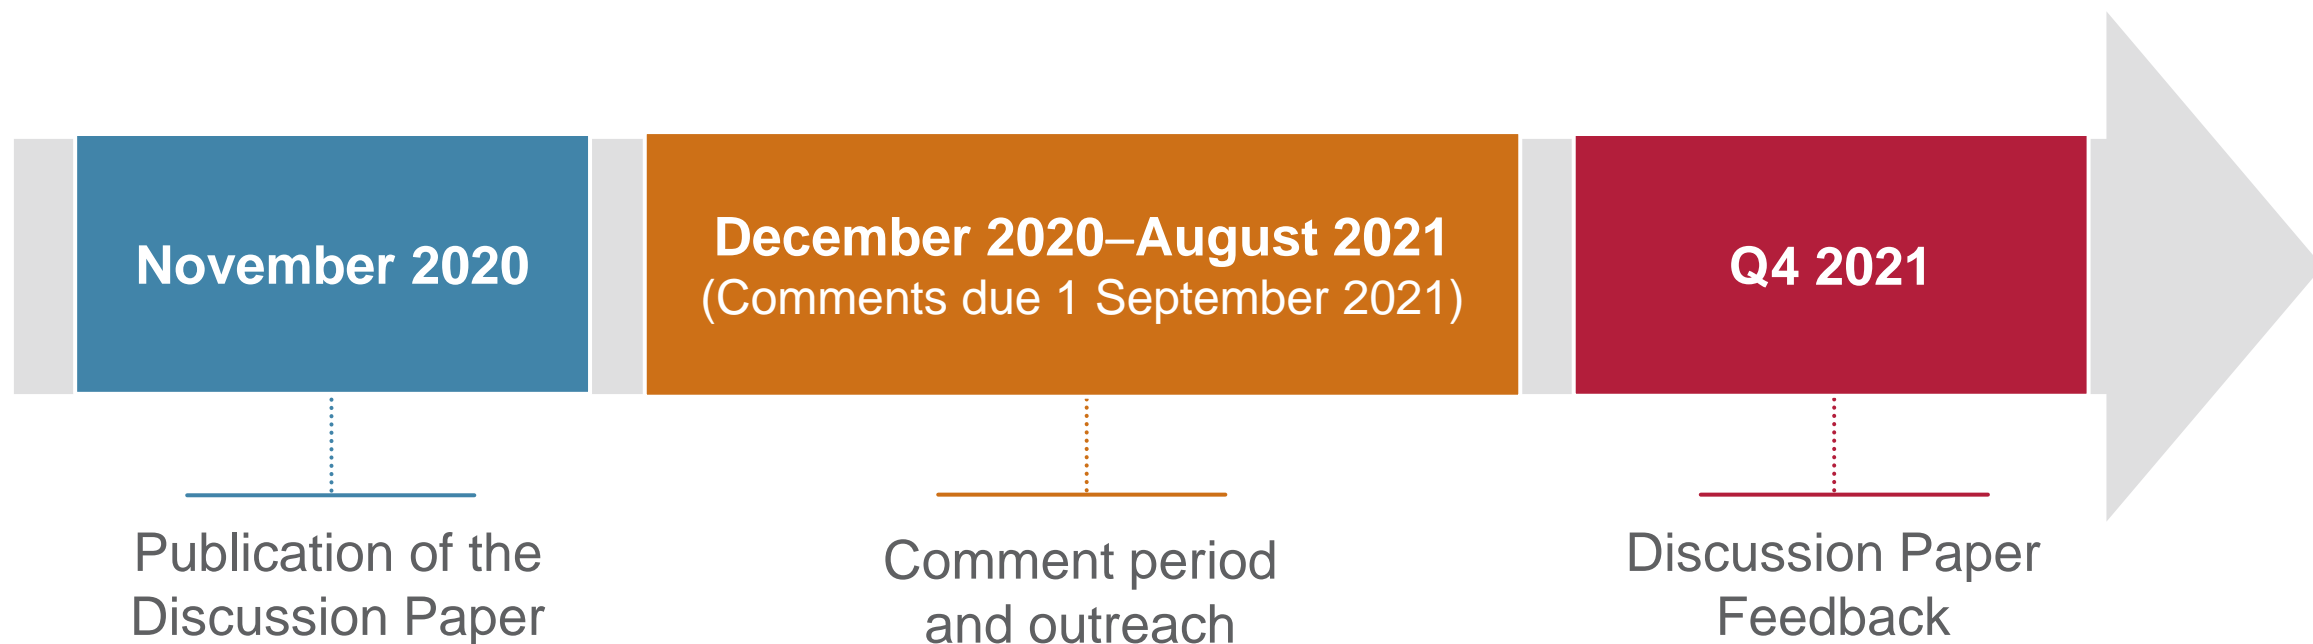 November 2020
December 2020–August 2021
(Comments due 1 September 2021)
Q4 2021
Publication of the
Discussion Paper
Comment period
and outreach
Discussion Paper
Feedback